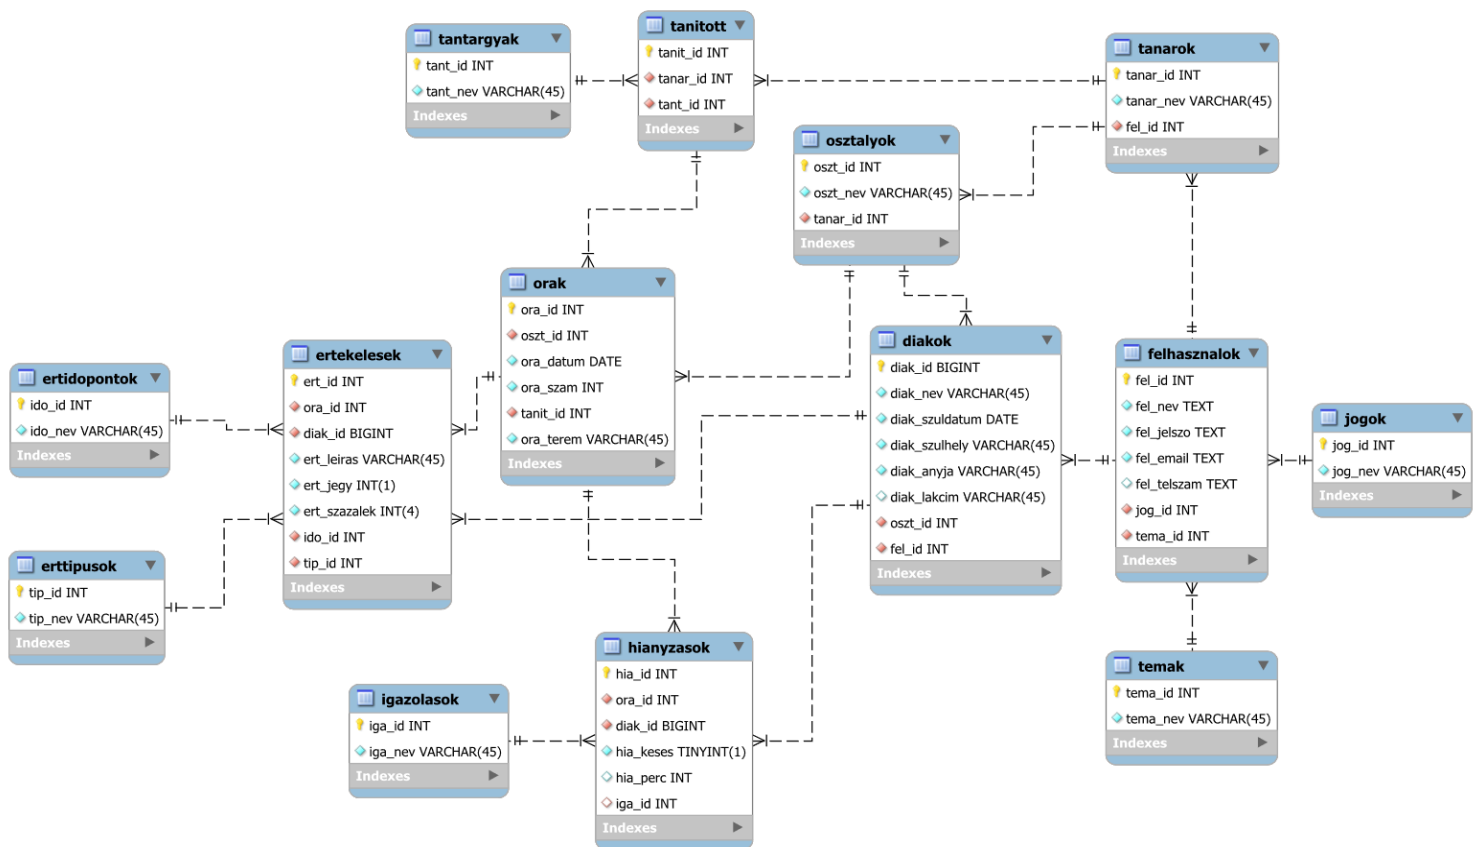 tantargyak
tant_id INT
tant_nev VARCHAR(45)
Indexes
tanitott
tanit_id INT
tanar_id INT
tant_id INT
Indexes
tanarok
tanar_id INT
tanar_nev VARCHAR(45)
fel_id INT
Indexes
osztalyok
oszt_id INT
oszt_nev VARCHAR(45)
tanar_id INT
Indexes
orak
ora_id INT
oszt_id INT
ora_datum DATE
ora_szam INT
tanit_id INT
ora_terem VARCHAR(45)
Indexes
ertekelesek
ert_id INT
ora_id INT
diak_id BIGINT
ert_leiras VARCHAR(45)
ert_jegy INT(1)
ert_szazalek INT(4)
ido_id INT
tip_id INT
Indexes
diakok
diak_id BIGINT
diak_nev VARCHAR(45)
diak_szuldatum DATE
diak_szulhely VARCHAR(45)
diak_anyja VARCHAR(45)
diak_lakcim VARCHAR(45)
oszt_id INT
fel_id INT
Indexes
felhasznalok
fel_id INT
fel_nev TEXT
fel_jelszo TEXT
fel_email TEXT
fel_telszam TEXT
jog_id INT
tema_id INT
Indexes
ertidopontok
ido_id INT
ido_nev VARCHAR(45)
Indexes
jogok
jog_id INT
jog_nev VARCHAR(45)
Indexes
erttipusok
tip_id INT
tip_nev VARCHAR(45)
Indexes
hianyzasok
hia_id INT
ora_id INT
diak_id BIGINT
hia_keses TINYINT(1)
hia_perc INT
iga_id INT
Indexes
igazolasok
iga_id INT
iga_nev VARCHAR(45)
Indexes
temak
tema_id INT
tema_nev VARCHAR(45)
Indexes